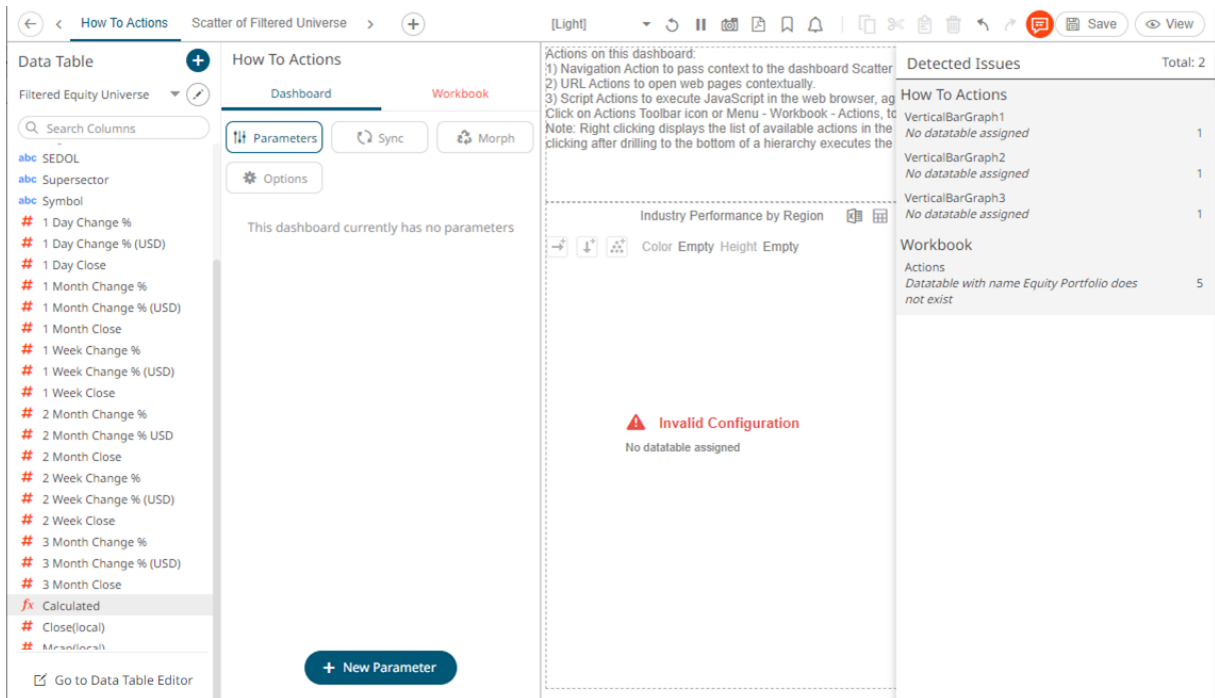 How To Actions
Scatter of Filtered Universe
[Light]
Save
View
Data Table
Filtered Equity Universe
Search Columns
abc SEDOL
abc Supersector
abc Symbol
# 1 Day Change %
# 1 Day Change % (USD)
# 1 Day Close
# 1 Month Change %
# 1 Month Change % (USD)
# 1 Month Close
# 1 Week Change %
# 1 Week Change % (USD)
# 1 Week Close
# 2 Month Change %
# 2 Month Change % USD
# 2 Month Close
# 2 Week Change %
# 2 Week Change % (USD)
# 2 Week Close
# 3 Month Change %
# 3 Month Change % (USD)
# 3 Month Close
fx Calculated
# Close(local)
# Mcap(local)
Go to Data Table Editor
How To Actions
Dashboard
Workbook
Parameters
Sync
Morph
Options
This dashboard currently has no parameters
+ New Parameter
Actions on this dashboard:
1) Navigation Action to pass context to the dashboard Scatter
2) URL Actions to open web pages contextually.
3) Script Actions to execute JavaScript in the web browser, ag
Click on Actions Toolbar icon or Menu - Workbook - Actions, to
Note: Right clicking displays the list of available actions in the
clicking after drilling to the bottom of a hierarchy executes the
Industry Performance by Region
Color Empty Height Empty
Invalid Configuration
No datatable assigned
Detected Issues
Total: 2
How To Actions
VerticalBarGraph1
No datatable assigned 1
VerticalBarGraph2
No datatable assigned 1
VerticalBarGraph3
No datatable assigned 1
Workbook
Actions
Datatable with name Equity Portfolio does 5
not exist